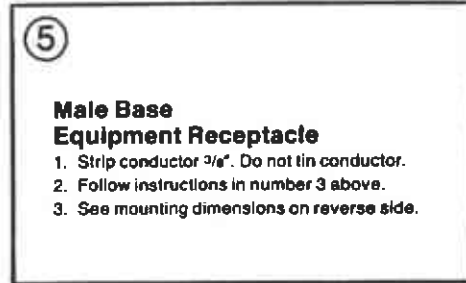 5
Male Base
Equipment Receptacle
1. Strip conductor 3/8". Do not tin conductor.
2. Follow instructions in number 3 above.
3. See mounting dimensions on reverse side.